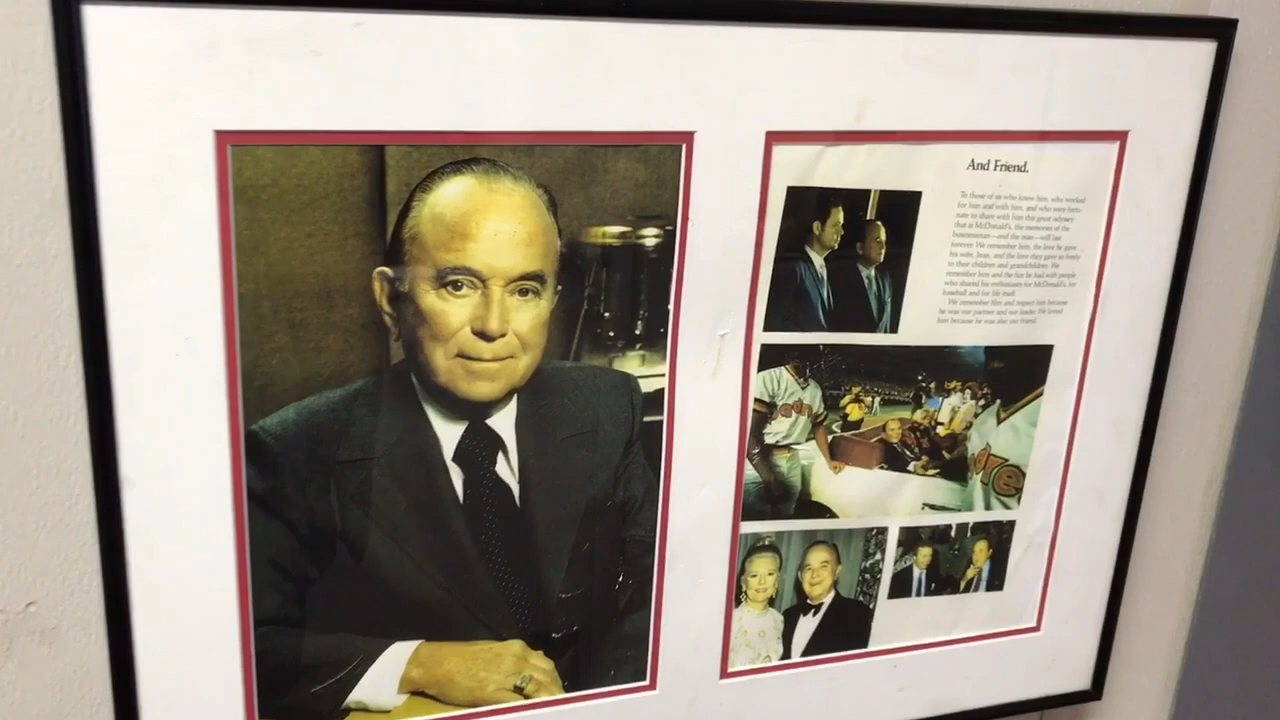 And Friend.
To those of us who knew him, who worked
for him and with him, and who were fortu-
nate to share with him this great odyssey
that is McDonald's, the memories of the
businessman—and the man—will last
forever. We remember him, the love he gave
his wife, Joan, and the love they gave so freely
to their children and grandchildren. We
remember him and the fun he had with people
who shared his enthusiasm for McDonald's, for
baseball and for life itself.
We remember him and respect him because
he was our partner and our leader. We loved
him because he was also our friend.